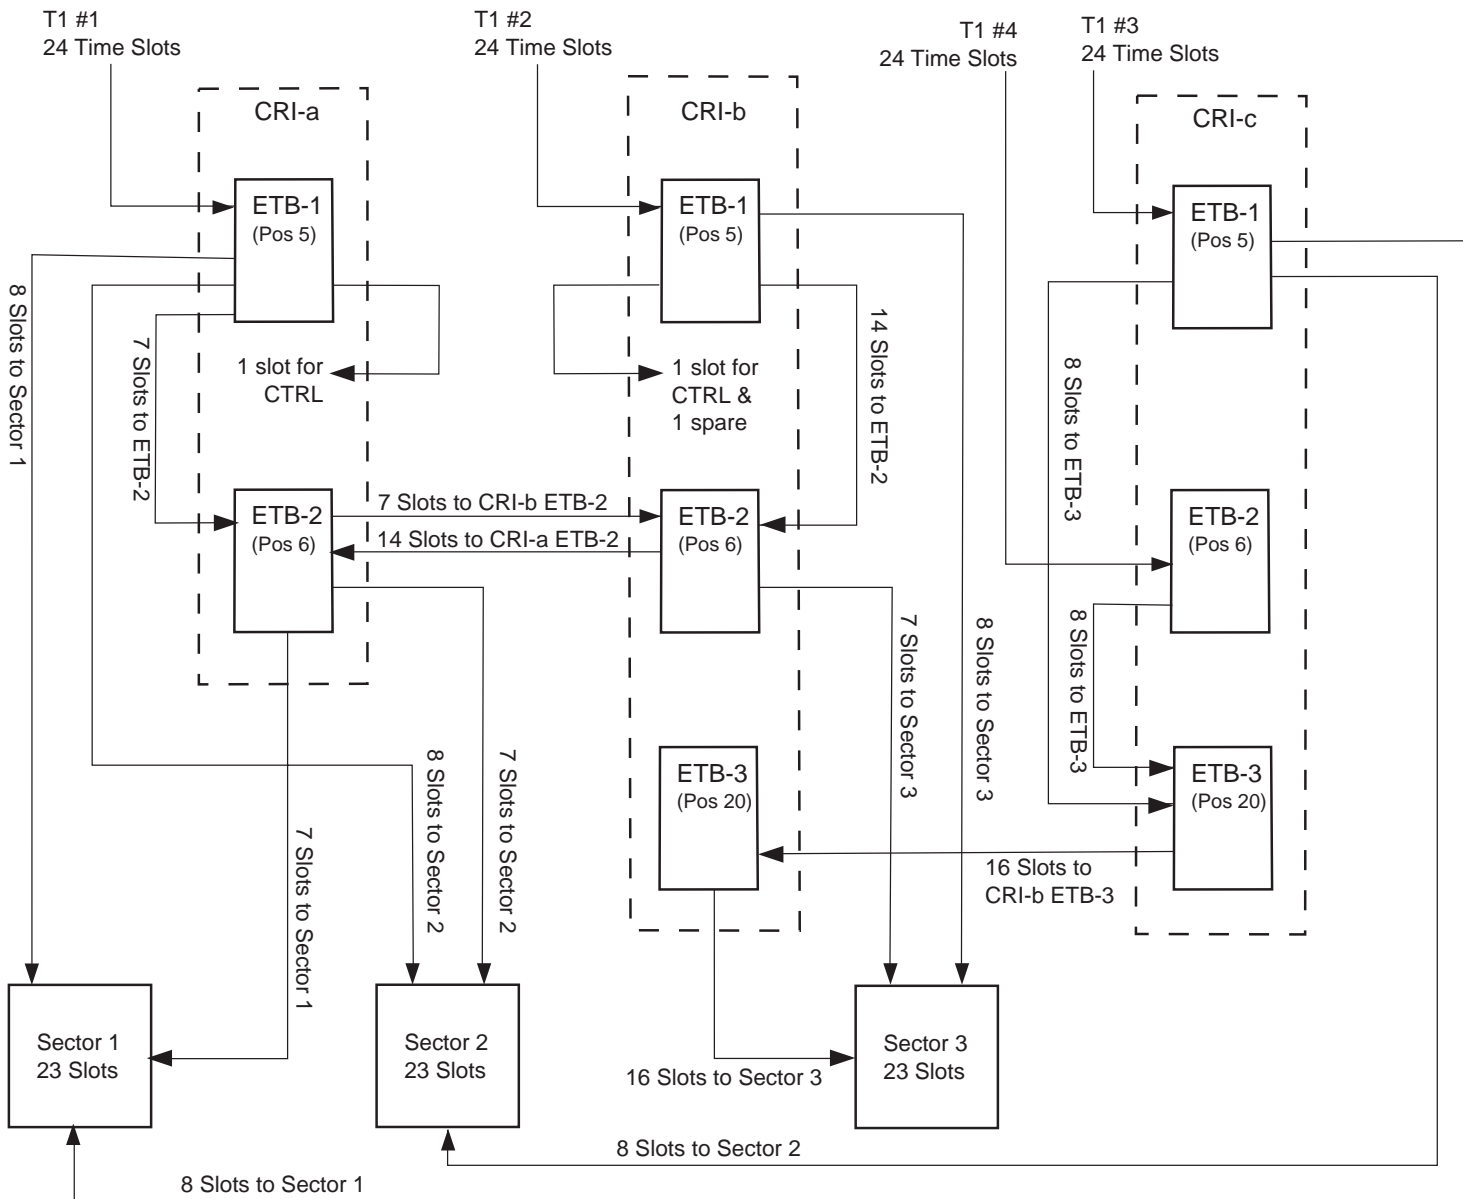 T1 #1
24 Time Slots
T1 #2
24 Time Slots
T1 #4
24 Time Slots
T1 #3
24 Time Slots
CRI-a
CRI-b
CRI-c
ETB-1
(Pos 5)
ETB-1
(Pos 5)
ETB-1
(Pos 5)
8 Slots to Sector 1
7 Slots to ETB-2
1 slot for
CTRL
1 slot for
CTRL &
1 spare
14 Slots to ETB-2
8 Slots to ETB-3
ETB-2
(Pos 6)
7 Slots to CRI-b ETB-2
14 Slots to CRI-a ETB-2
ETB-2
(Pos 6)
ETB-2
(Pos 6)
7 Slots to Sector 3
8 Slots to Sector 3
8 Slots to ETB-3
ETB-3
(Pos 20)
ETB-3
(Pos 20)
7 Slots to Sector 1
8 Slots to Sector 2
7 Slots to Sector 2
16 Slots to
CRI-b ETB-3
Sector 1
23 Slots
Sector 2
23 Slots
16 Slots to Sector 3
Sector 3
23 Slots
8 Slots to Sector 2
8 Slots to Sector 1